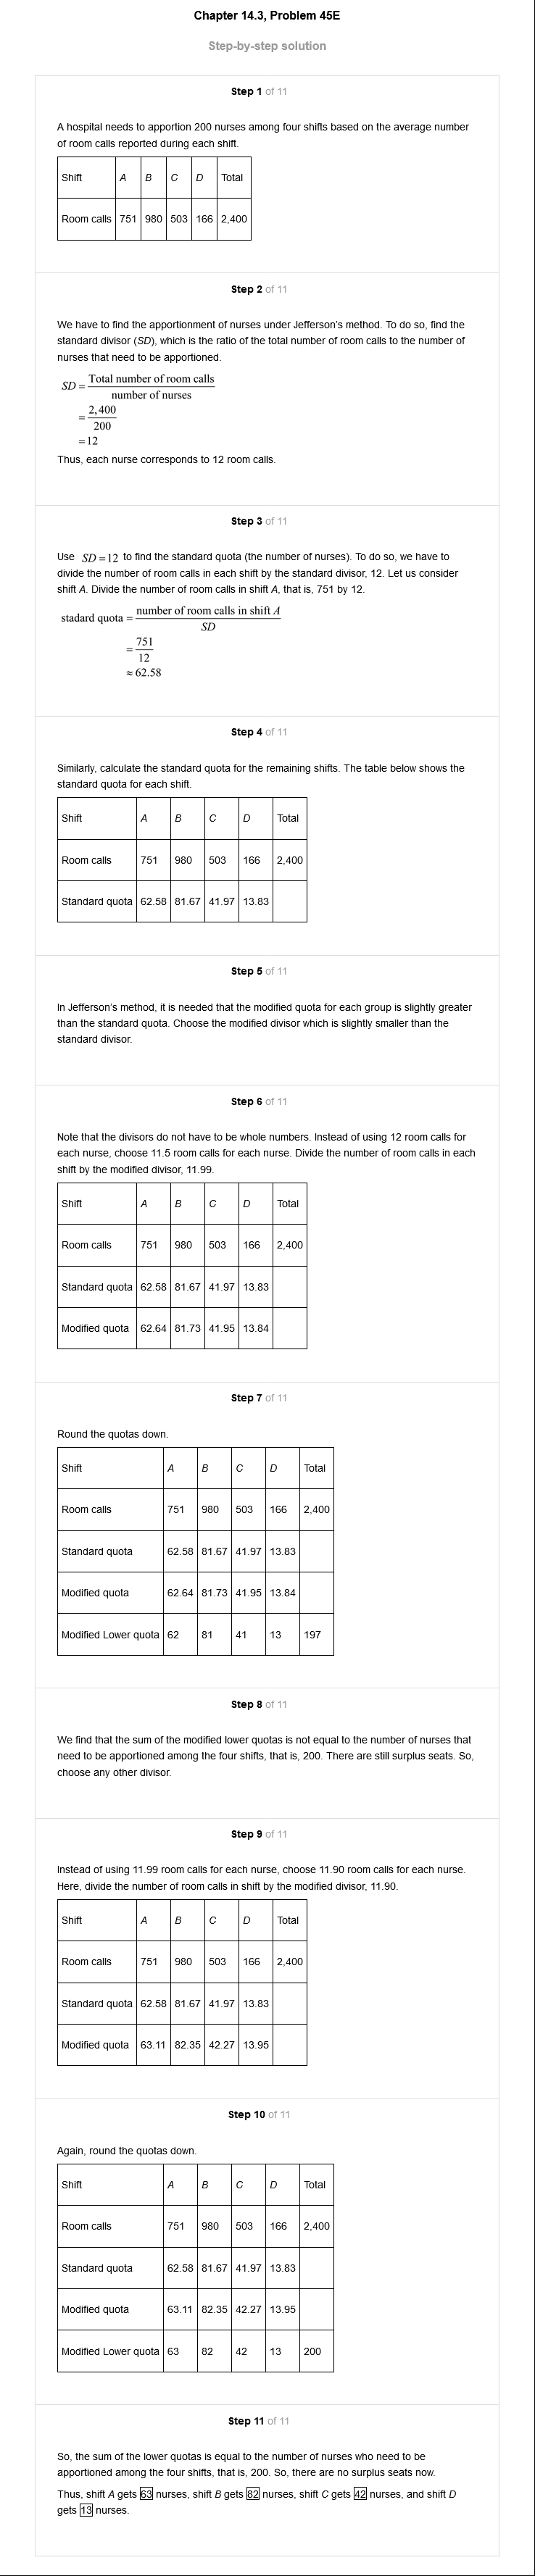 Chapter 14.3, Problem 45E
Step-by-step solution
Step 1 of 11
A hospital needs to apportion 200 nurses among four shifts based on the average number
of room calls reported during each shift.
Shift A B C D Total
Room calls 751 980 503 166 2,400
Step 2 of 11
We have to find the apportionment of nurses under Jefferson's method. To do so, find the
standard divisor (SD), which is the ratio of the total number of room calls to the number of
nurses that need to be apportioned.
SD = Total number of room calls / number of nurses
= 2,400 / 200
= 12
Thus, each nurse corresponds to 12 room calls.
Step 3 of 11
Use SD = 12 to find the standard quota (the number of nurses). To do so, we have to
divide the number of room calls in each shift by the standard divisor, 12. Let us consider
shift A. Divide the number of room calls in shift A, that is, 751 by 12.
stadard quota = number of room calls in shift A / SD
= 751 / 12
≈ 62.58
Step 4 of 11
Similarly, calculate the standard quota for the remaining shifts. The table below shows the
standard quota for each shift.
Shift A B C D Total
Room calls 751 980 503 166 2,400
Standard quota 62.58 81.67 41.97 13.83
Step 5 of 11
In Jefferson's method, it is needed that the modified quota for each group is slightly greater
than the standard quota. Choose the modified divisor which is slightly smaller than the
standard divisor.
Step 6 of 11
Note that the divisors do not have to be whole numbers. Instead of using 12 room calls for
each nurse, choose 11.5 room calls for each nurse. Divide the number of room calls in each
shift by the modified divisor, 11.99.
Shift A B C D Total
Room calls 751 980 503 166 2,400
Standard quota 62.58 81.67 41.97 13.83
Modified quota 62.64 81.73 41.95 13.84
Step 7 of 11
Round the quotas down.
Shift A B C D Total
Room calls 751 980 503 166 2,400
Standard quota 62.58 81.67 41.97 13.83
Modified quota 62.64 81.73 41.95 13.84
Modified Lower quota 62 81 41 13 197
Step 8 of 11
We find that the sum of the modified lower quotas is not equal to the number of nurses that
need to be apportioned among the four shifts, that is, 200. There are still surplus seats. So,
choose any other divisor.
Step 9 of 11
Instead of using 11.99 room calls for each nurse, choose 11.90 room calls for each nurse.
Here, divide the number of room calls in shift by the modified divisor, 11.90.
Shift A B C D Total
Room calls 751 980 503 166 2,400
Standard quota 62.58 81.67 41.97 13.83
Modified quota 63.11 82.35 42.27 13.95
Step 10 of 11
Again, round the quotas down.
Shift A B C D Total
Room calls 751 980 503 166 2,400
Standard quota 62.58 81.67 41.97 13.83
Modified quota 63.11 82.35 42.27 13.95
Modified Lower quota 63 82 42 13 200
Step 11 of 11
So, the sum of the lower quotas is equal to the number of nurses who need to be
apportioned among the four shifts, that is, 200. So, there are no surplus seats now.
Thus, shift A gets 63 nurses, shift B gets 82 nurses, shift C gets 42 nurses, and shift D
gets 13 nurses.